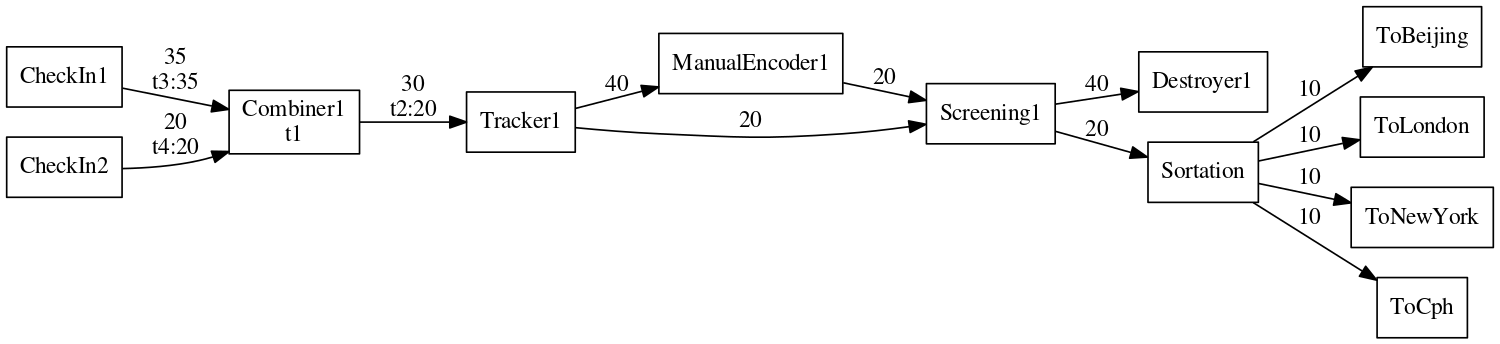 CheckIn1
35
t3:35
CheckIn2
20
t4:20
Combiner1
t1
30
t2:20
Tracker1
40
20
ManualEncoder1
20
Screening1
40
20
Destroyer1
Sortation
10
10
10
10
ToBeijing
ToLondon
ToNewYork
ToCph